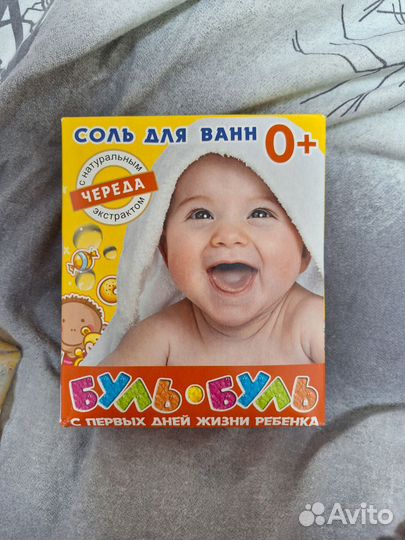 СОЛЬ ДЛЯ ВАНН 0+
с натуральным
ЧЕРЕДА
экстрактом
БУЛЬ-БУЛЬ
С ПЕРВЫХ ДНЕЙ ЖИЗНИ РЕБЕНКА
Avito